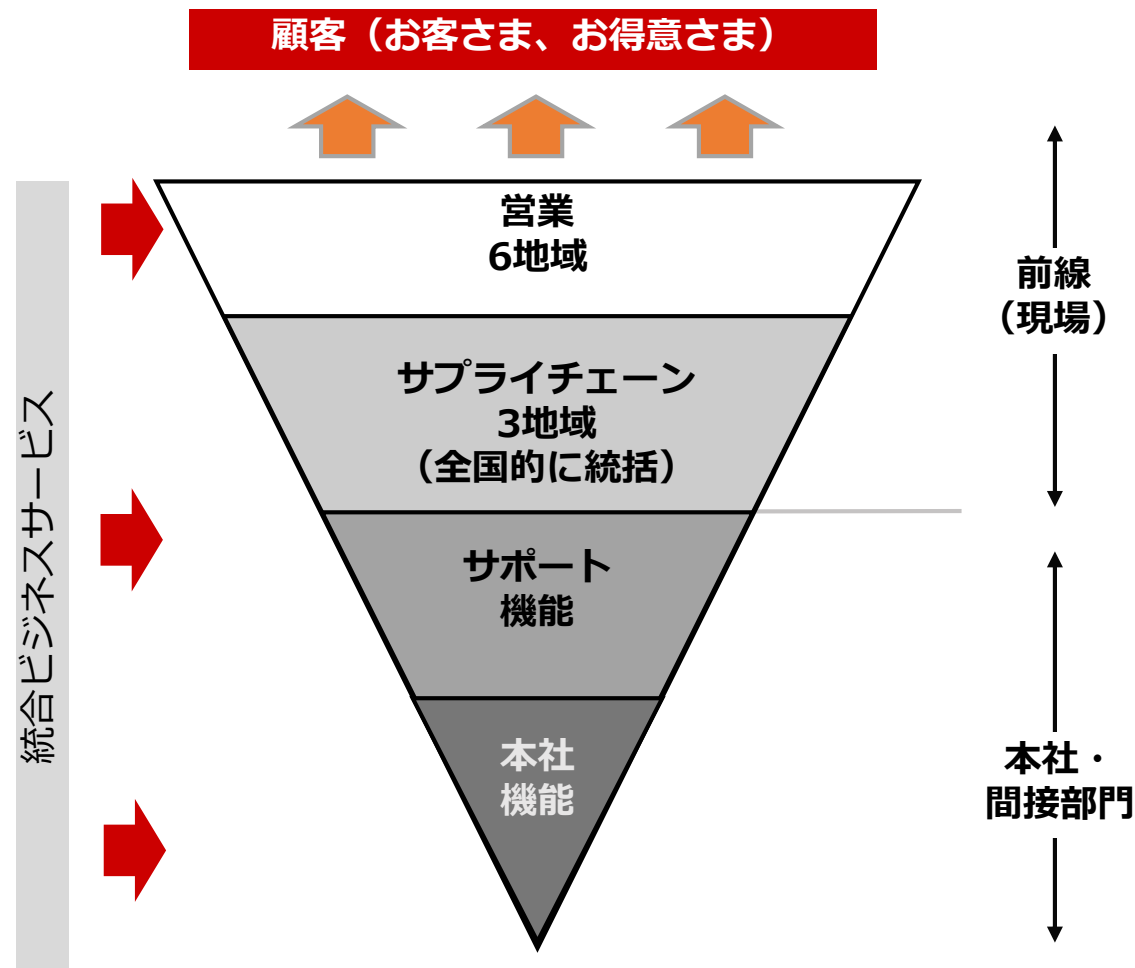 顧客（お客さま、お得意さま）
営業
6地域
サプライチェーン
3地域
（全国的に統括）
サポート
機能
本社
機能
統合ビジネスサービス
前線
（現場）
本社・
間接部門